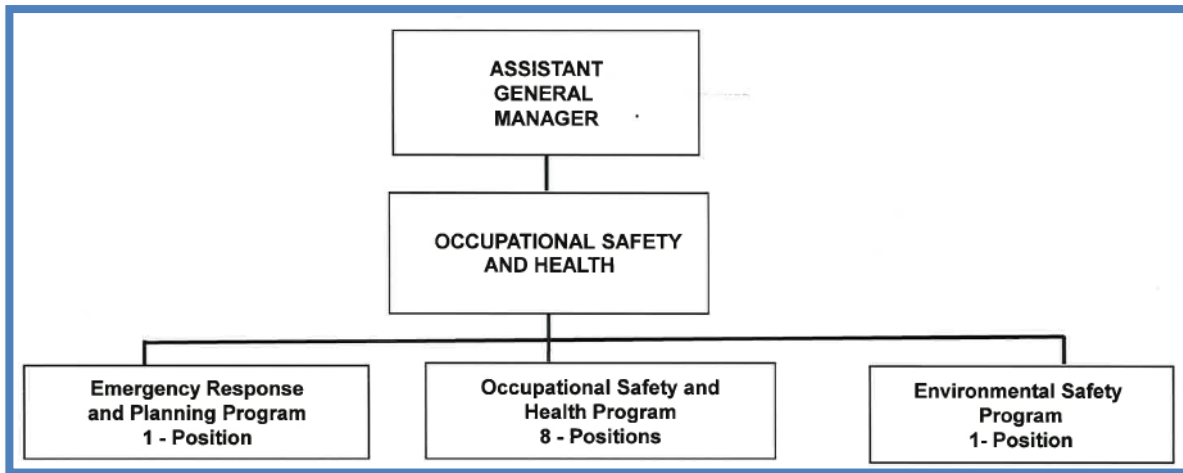 ASSISTANT
GENERAL
MANAGER
OCCUPATIONAL SAFETY
AND HEALTH
Emergency Response
and Planning Program
1 - Position
Occupational Safety and
Health Program
8 - Positions
Environmental Safety
Program
1- Position